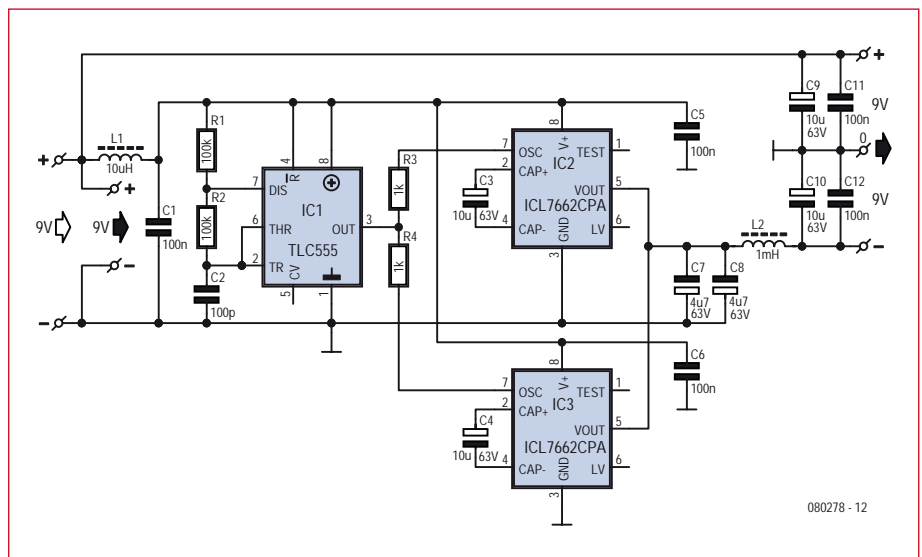 +
L1
10uH
+
9V
9V
-
-
C1
100n
R1
100k
R2
100k
C2
100p
4
8
R
7
DIS
IC1
6
THR
OUT
3
TLC555
2
TR
CV
5
1
R3
1k
R4
1k
C3
10u
63V
8
V+
7
OSC
TEST
1
IC2
2
CAP+
VOUT
5
ICL7662CPA
4
CAP-
LV
6
GND
3
C5
100n
C4
10u
63V
8
V+
7
OSC
TEST
1
IC3
2
CAP+
VOUT
5
ICL7662CPA
4
CAP-
LV
6
GND
3
C6
100n
C7
4u7
63V
C8
4u7
63V
L2
1mH
C9
10u
63V
C11
100n
+
9V
0
C10
10u
63V
C12
100n
9V
-
080278 - 12